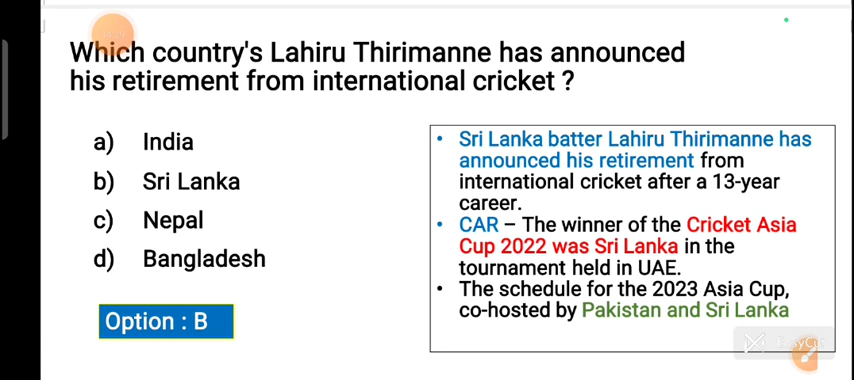 Which country's Lahiru Thirimanne has announced
his retirement from international cricket ?
a) India
b) Sri Lanka
c) Nepal
d) Bangladesh
Option : B
• Sri Lanka batter Lahiru Thirimanne has
announced his retirement from
international cricket after a 13-year
career.
• CAR – The winner of the Cricket Asia
Cup 2022 was Sri Lanka in the
tournament held in UAE.
• The schedule for the 2023 Asia Cup,
co-hosted by Pakistan and Sri Lanka